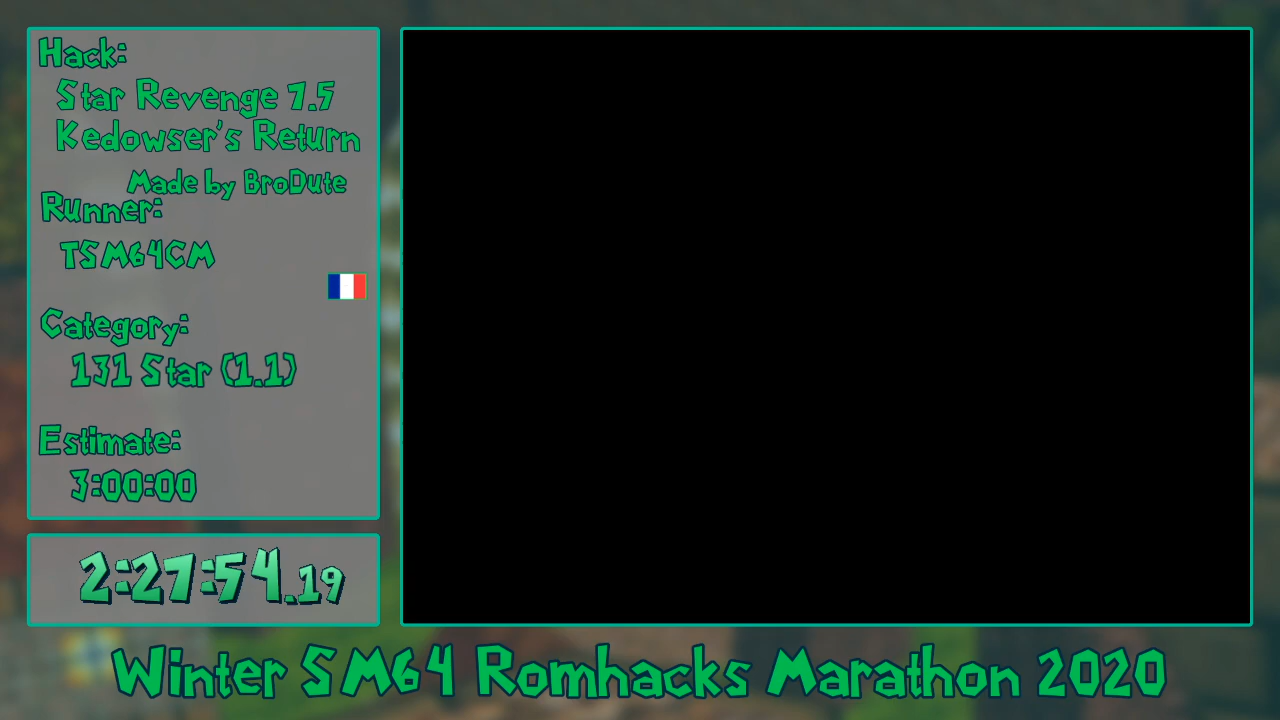 Hack:
Star Revenge 7.5
Kedowser's Return
Made by BroDute
Runner:
TSM64CM
Category:
131 Star (1.1)
Estimate:
3:00:00
2:27:54.19
Winter SM64 Romhacks Marathon 2020